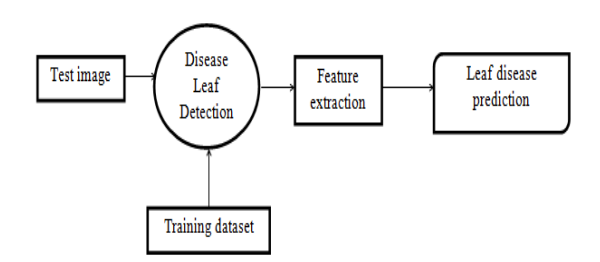 Test image
Disease
Leaf
Detection
Feature
extraction
Leaf disease
prediction
Training dataset